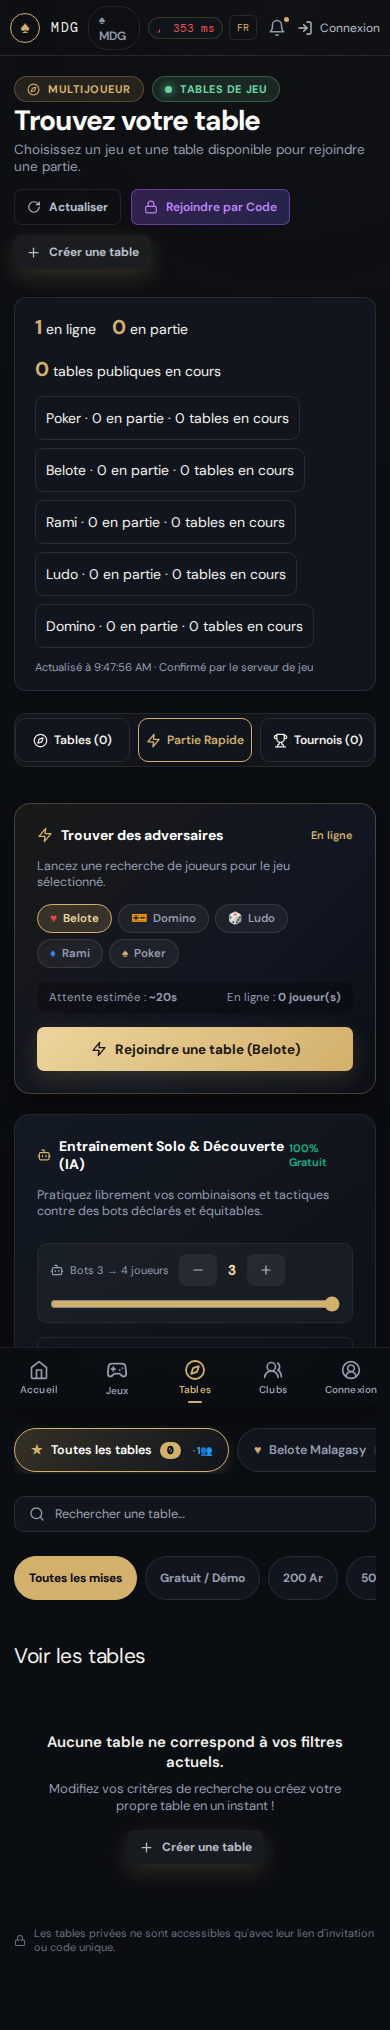 ♠ MDG ♠ MDG 353 ms FR Connexion
MULTIJOUEUR TABLES DE JEU
Trouvez votre table
Choisissez un jeu et une table disponible pour rejoindre
une partie.
Actualiser Rejoindre par Code
Créer une table
1 en ligne 0 en partie
0 tables publiques en cours
Poker · 0 en partie · 0 tables en cours
Belote · 0 en partie · 0 tables en cours
Rami · 0 en partie · 0 tables en cours
Ludo · 0 en partie · 0 tables en cours
Domino · 0 en partie · 0 tables en cours
Actualisé à 9:47:56 AM · Confirmé par le serveur de jeu
Tables (0) Partie Rapide Tournois (0)
Trouver des adversaires En ligne
Lancez une recherche de joueurs pour le jeu
sélectionné.
♥ Belote Domino Ludo
♦ Rami ♠ Poker
Attente estimée : ~20s En ligne : 0 joueur(s)
Rejoindre une table (Belote)
Entraînement Solo & Découverte
(IA)
100%
Gratuit
Pratiquez librement vos combinaisons et tactiques
contre des bots déclarés et équitables.
Bots 3 → 4 joueurs − 3 +
Accueil Jeux Tables Clubs Connexion
★ Toutes les tables 0 · 1 ♥ Belote Malagasy
Rechercher une table...
Toutes les mises Gratuit / Démo 200 Ar 50
Voir les tables
Aucune table ne correspond à vos filtres
actuels.
Modifiez vos critères de recherche ou créez votre
propre table en un instant !
Créer une table
Les tables privées ne sont accessibles qu'avec leur lien d'invitation
ou code unique.